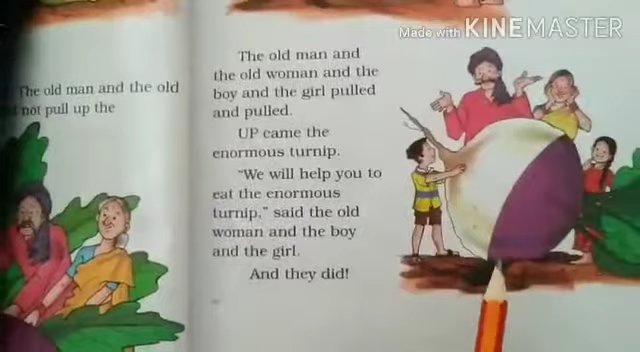 Made with KINEMASTER
The old man and the old
not pull up the
The old man and
the old woman and the
boy and the girl pulled
and pulled.
UP came the
enormous turnip.
"We will help you to
eat the enormous
turnip," said the old
woman and the boy
and the girl.
And they did!